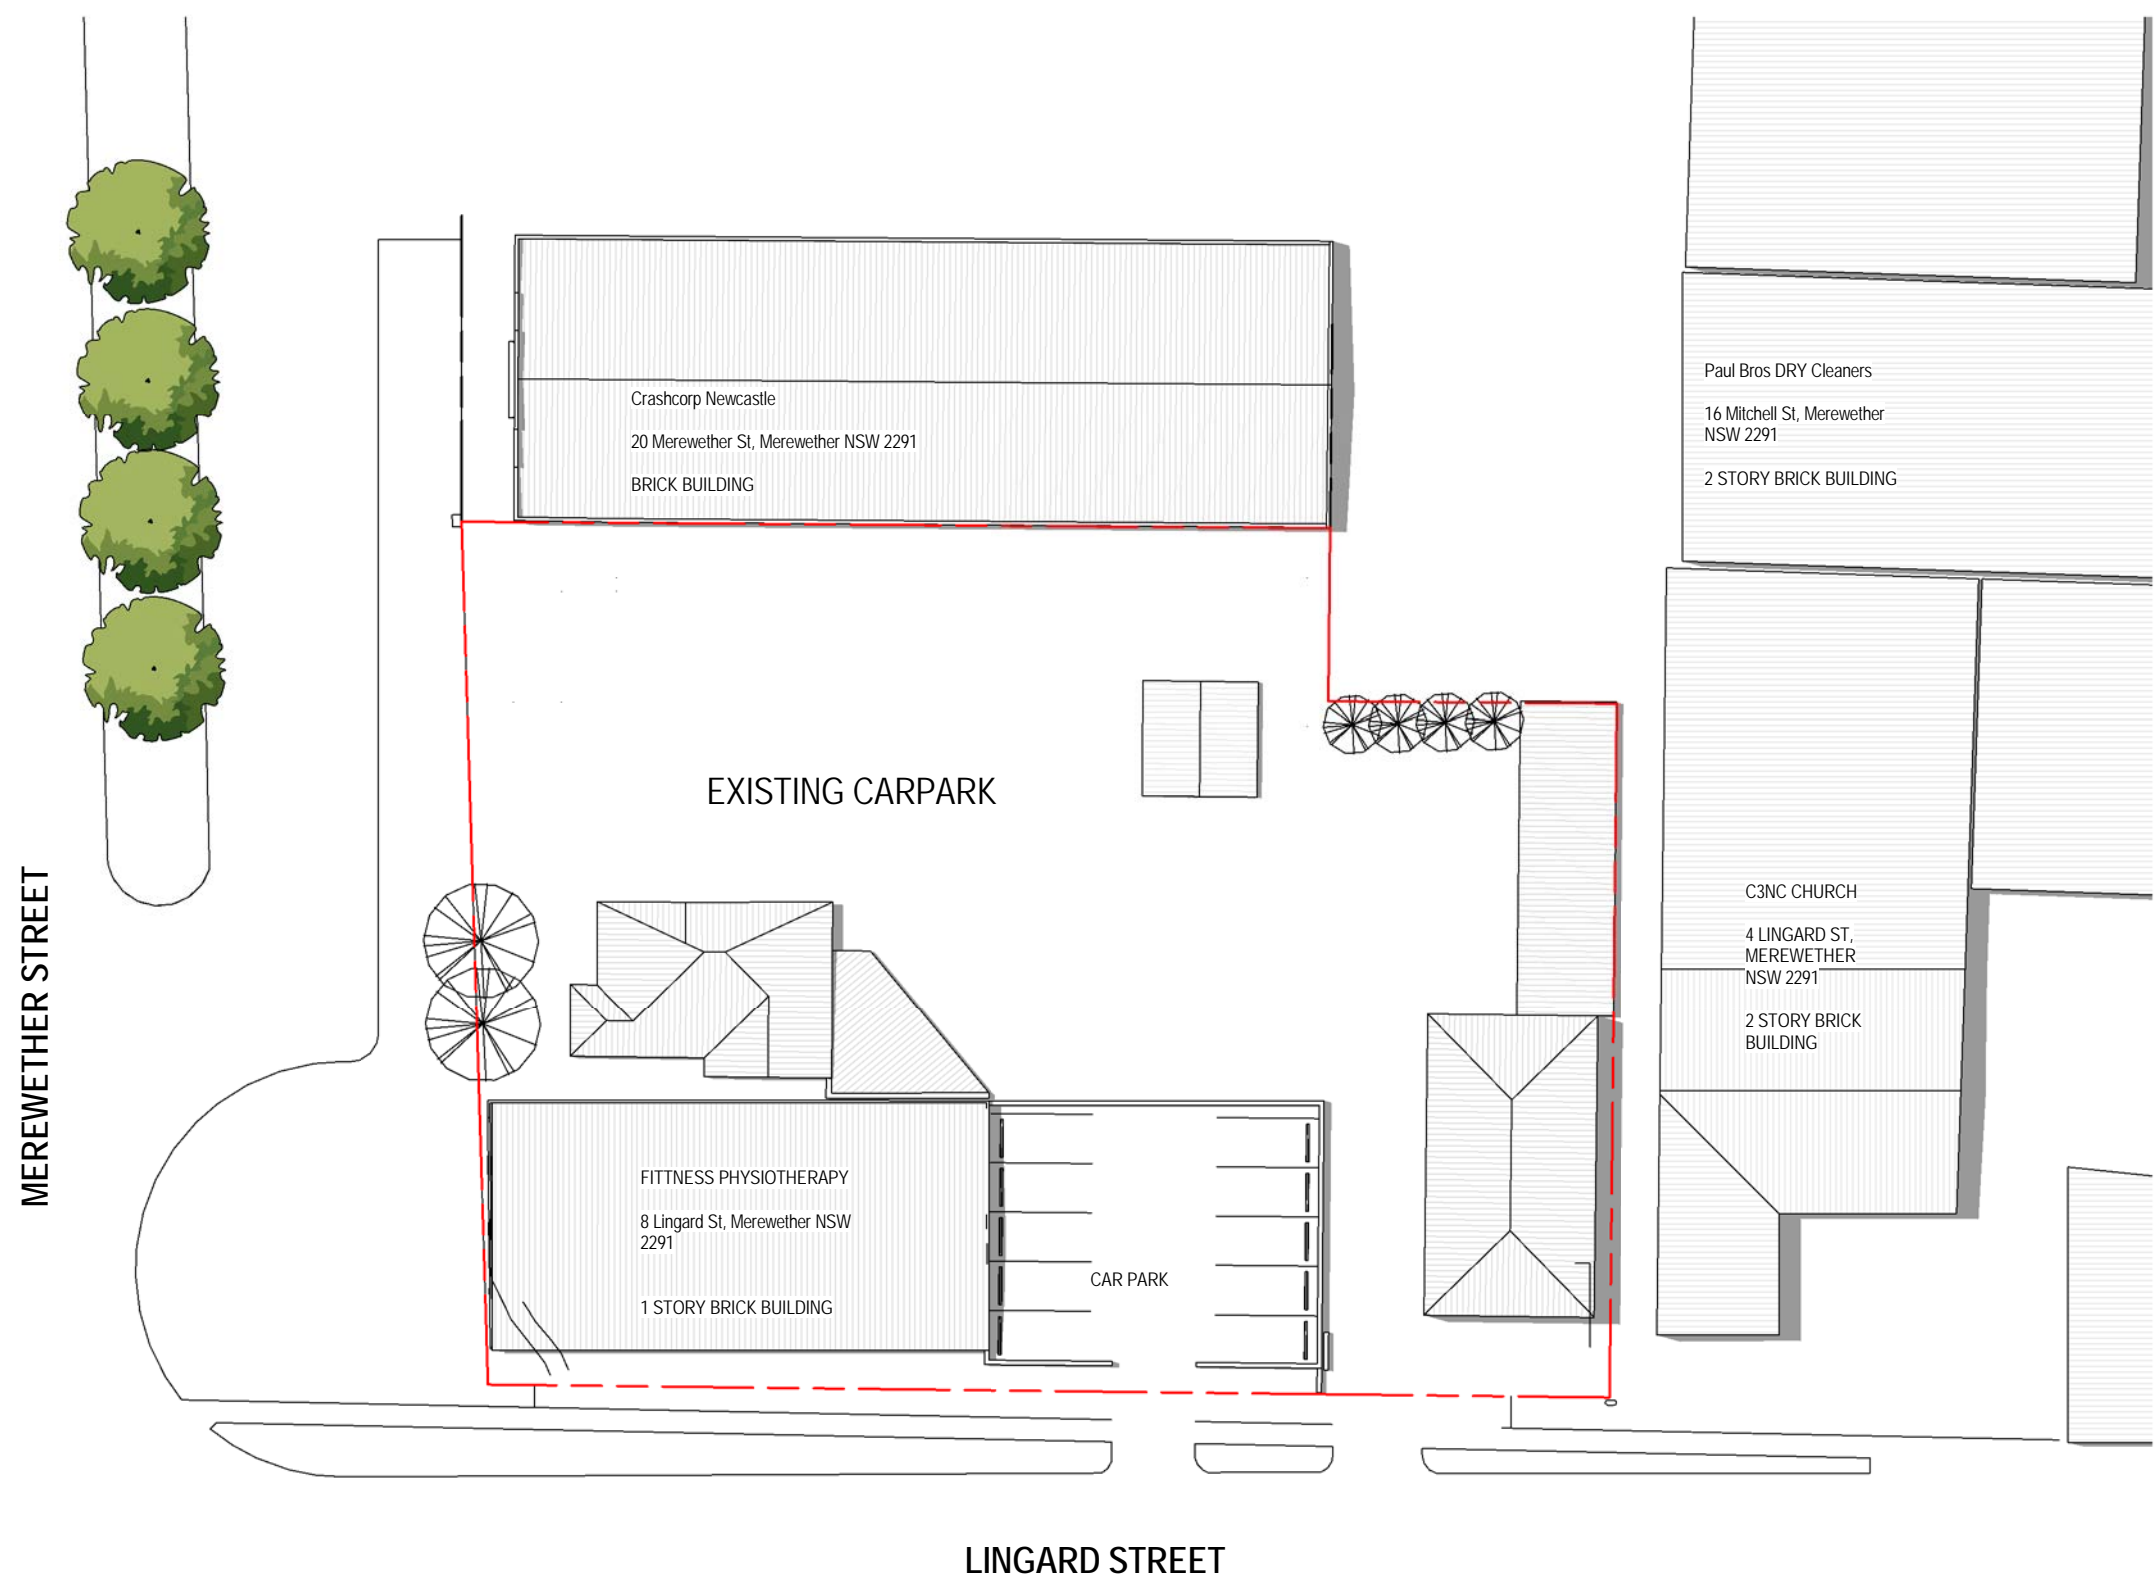 Crashcorp Newcastle
20 Merewether St, Merewether NSW 2291
BRICK BUILDING
Paul Bros DRY Cleaners
16 Mitchell St, Merewether
NSW 2291
2 STORY BRICK BUILDING
EXISTING CARPARK
C3NC CHURCH
4 LINGARD ST,
MEREWETHER
NSW 2291
2 STORY BRICK
BUILDING
MEREWETHER STREET
FITTNESS PHYSIOTHERAPY
8 Lingard St, Merewether NSW
2291
1 STORY BRICK BUILDING
CAR PARK
LINGARD STREET